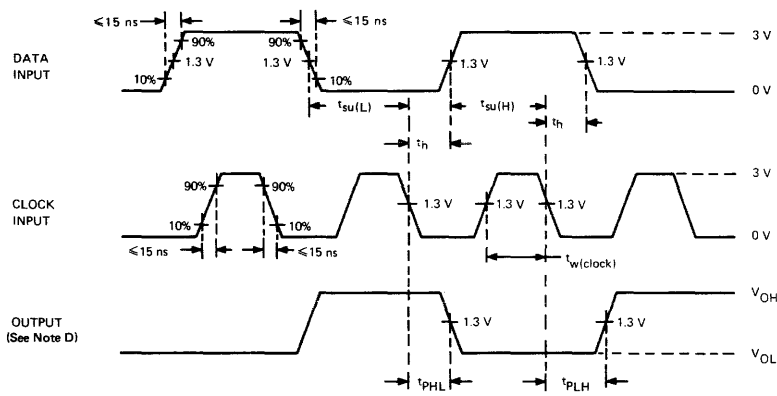 ≤15 ns
≤15 ns
90%
90%
3 V
DATA
INPUT
1.3 V
1.3 V
1.3 V
1.3 V
10%
10%
0 V
tsu(L)
tsu(H)
th
th
3 V
90%
90%
CLOCK
INPUT
1.3 V
1.3 V
1.3 V
10%
10%
0 V
≤15 ns
≤15 ns
tw(clock)
VOH
OUTPUT
(See Note D)
1.3 V
1.3 V
VOL
tPHL
tPLH